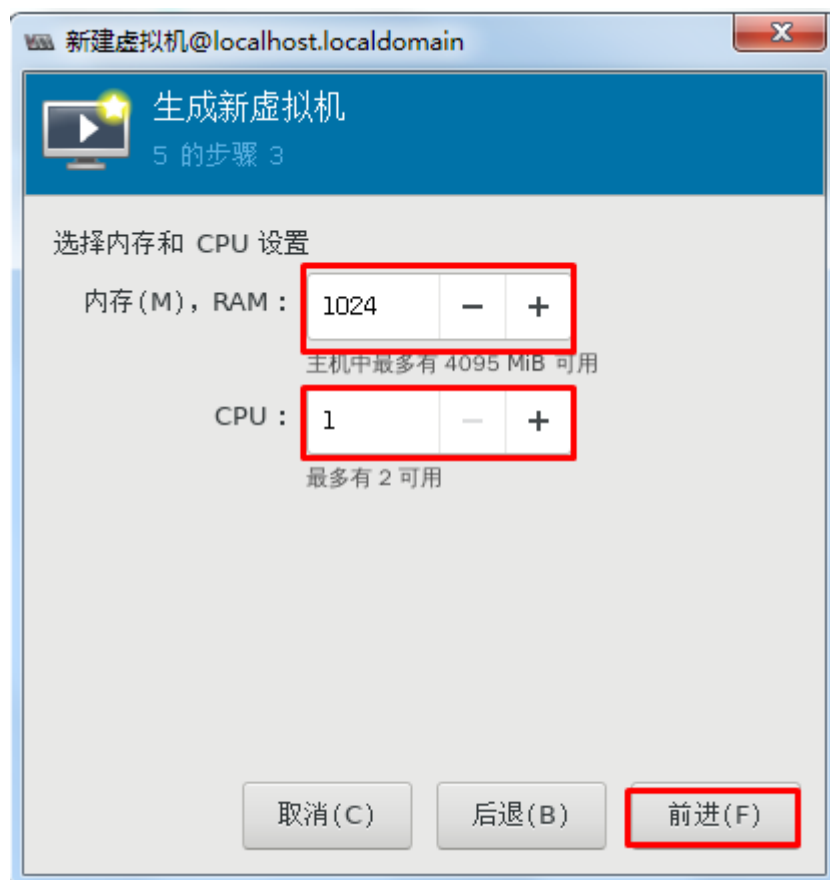 新建虚拟机@localhost.localdomain
生成新虚拟机
5 的步骤 3
选择内存和 CPU 设置
内存(M)，RAM：
1024
主机中最多有 4095 MiB 可用
CPU：
1
最多有 2 可用
取消(C)
后退(B)
前进(F)